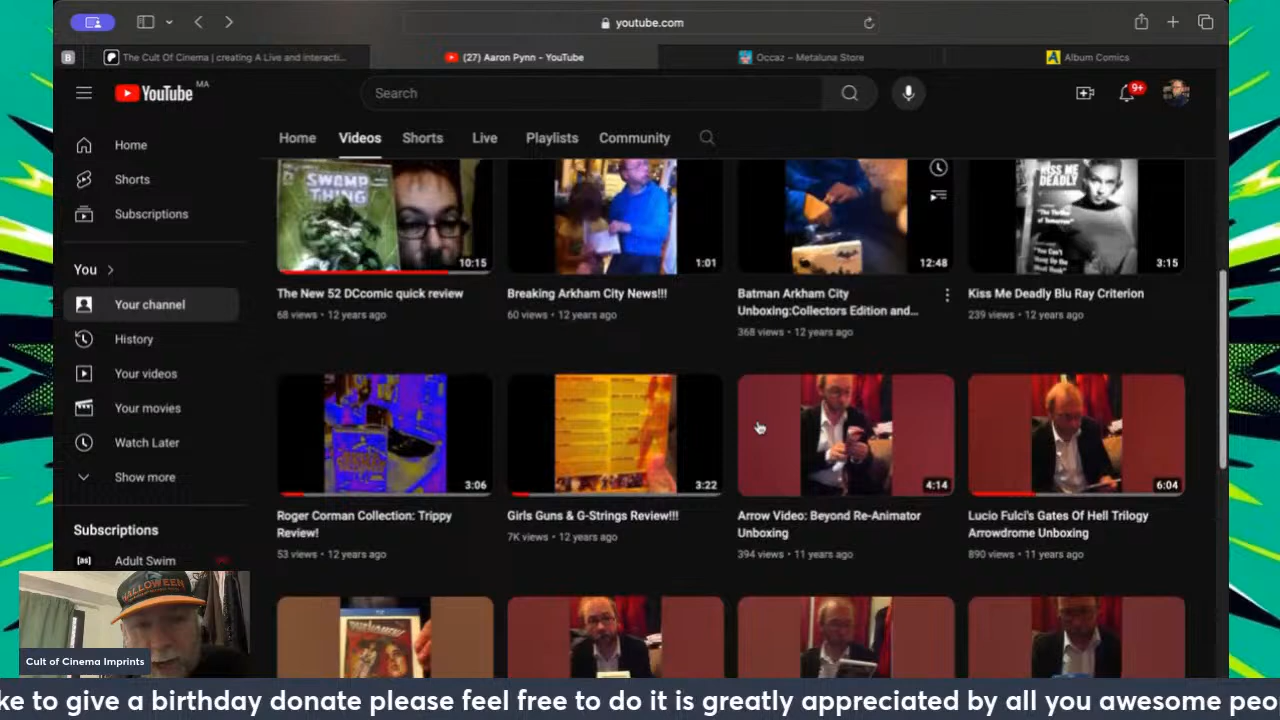 youtube.com
B
The Cult Of Cinema | creating A Live and interacti...
(27) Aaron Pynn - YouTube
Occaz – Metaluna Store
Album Comics
YouTube MA
Search
9+
Home
Videos
Shorts
Live
Playlists
Community
Home
Shorts
Subscriptions
You
Your channel
History
Your videos
Your movies
Watch Later
Show more
Subscriptions
[as] Adult Swim
SWAMP THING
10:15
The New 52 DCcomic quick review
68 views • 12 years ago
1:01
Breaking Arkham City News!!!
60 views • 12 years ago
12:48
Batman Arkham City
Unboxing:Collectors Edition and...
368 views • 12 years ago
KISS ME
DEADLY
3:15
Kiss Me Deadly Blu Ray Criterion
239 views • 12 years ago
3:06
Roger Corman Collection: Trippy
Review!
53 views • 12 years ago
3:22
Girls Guns & G-Strings Review!!!
7K views • 12 years ago
4:14
Arrow Video: Beyond Re-Animator
Unboxing
394 views • 11 years ago
6:04
Lucio Fulci's Gates Of Hell Trilogy
Arrowdrome Unboxing
890 views • 11 years ago
HALLOWEEN
Cult of Cinema Imprints
ke to give a birthday donate please feel free to do it is greatly appreciated by all you awesome peo